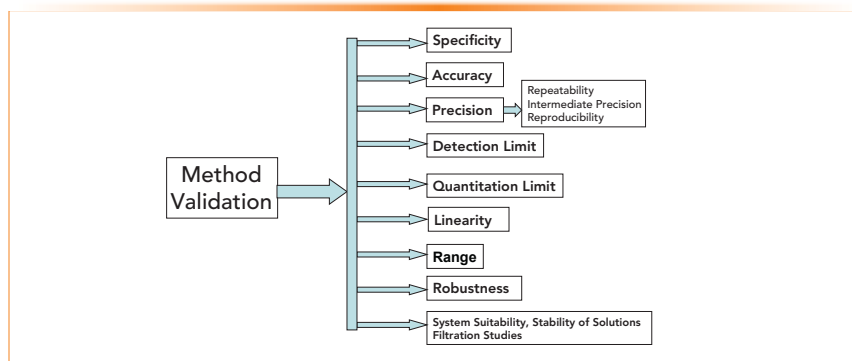 Method
Validation
Specificity
Accuracy
Precision
Repeatability
Intermediate Precision
Reproducibility
Detection Limit
Quantitation Limit
Linearity
Range
Robustness
System Suitability, Stability of Solutions
Filtration Studies